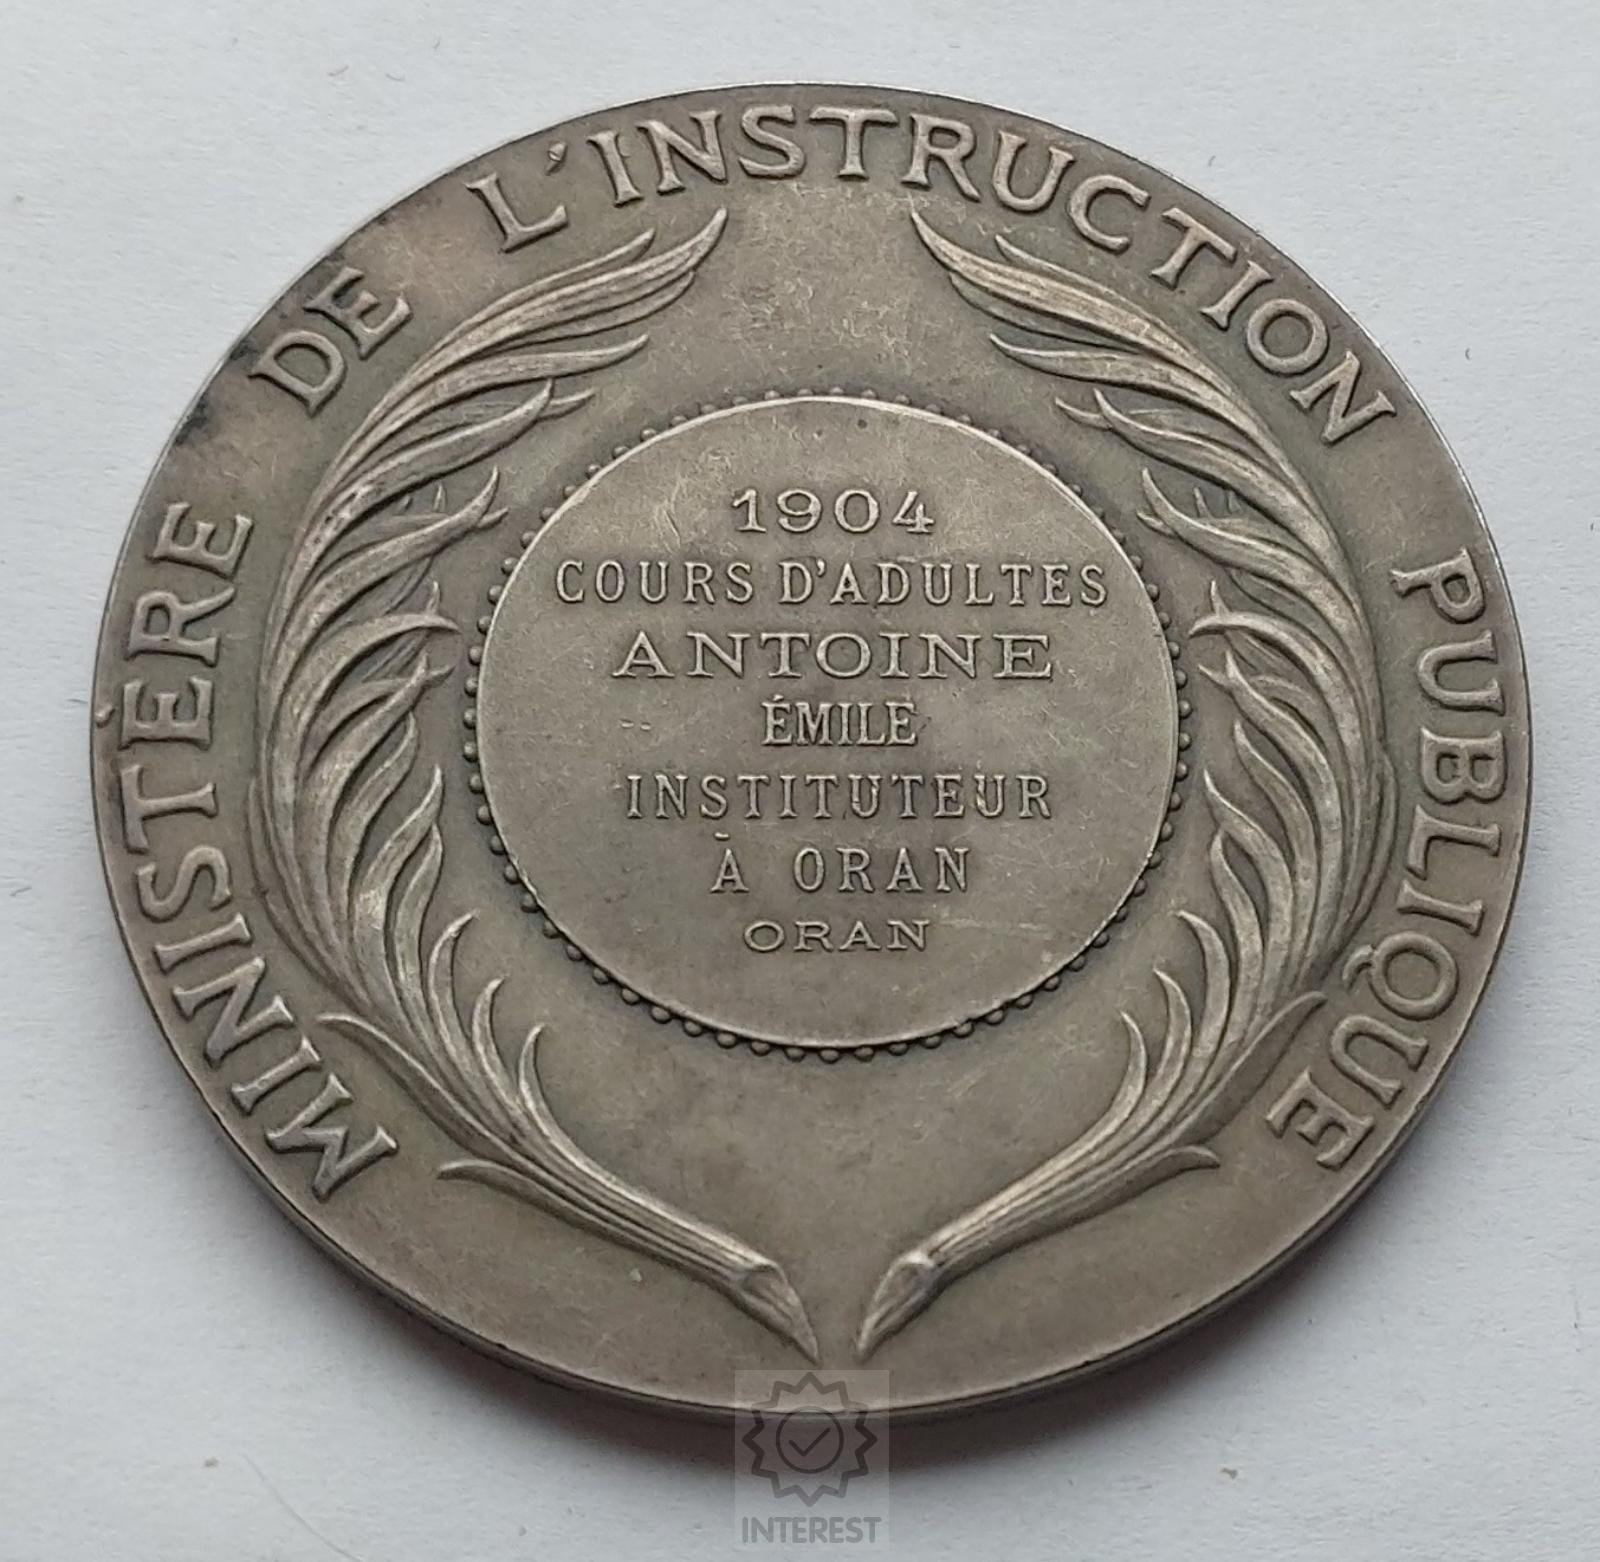 MINISTÈRE DE L'INSTRUCTION PUBLIQUE
1904
COURS D'ADULTES
ANTOINE
ÉMILE
INSTITUTEUR
À ORAN
ORAN
INTEREST